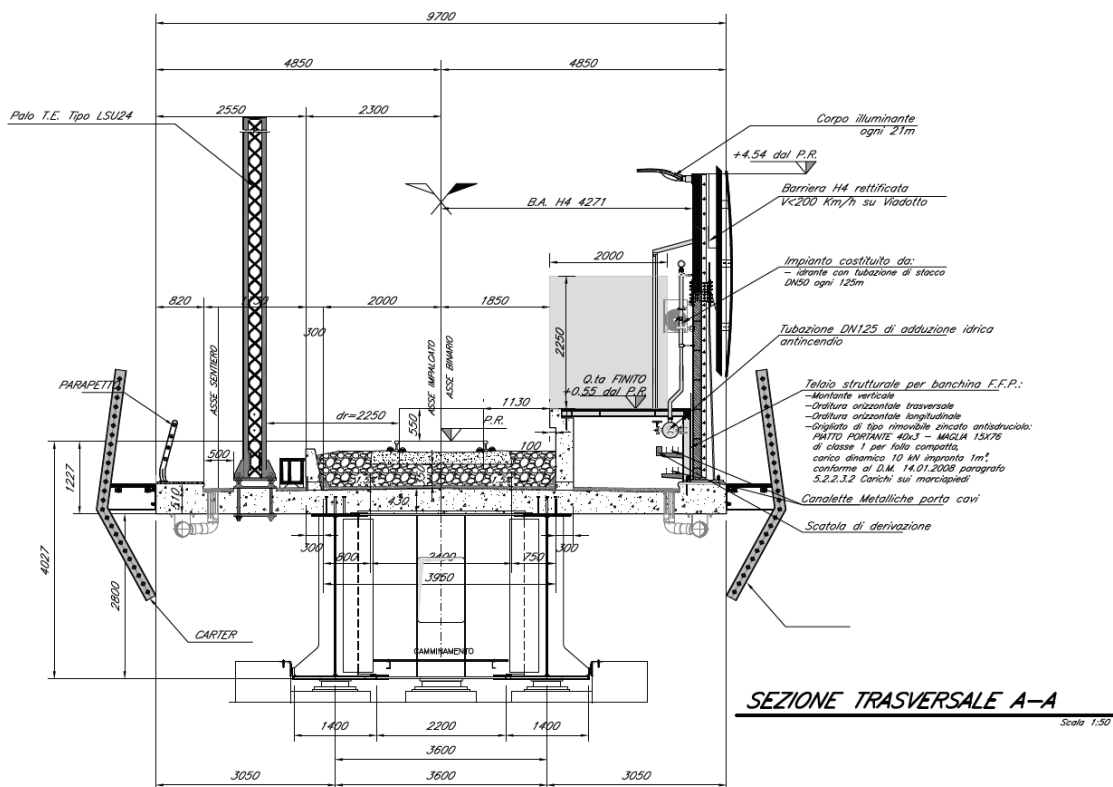 9700
4850 4850
2550 2300
Palo T.E. Tipo LSU24
Corpo illuminante
ogni 21m
+4.54 dal P.R.
Barriera H4 rettificata
V<200 Km/h su Viadotto
B.A. H4 4271
2000
Impianto costituito da:
- idrante con tubazione di stacco
DN50 ogni 125m
820 2000 1850
300
2250
Tubazione DN125 di adduzione idrica
antincendio
ASSE SENTIERO
ASSE IMPALCATO
ASSE BINARIO
Q.ta FINITO
+0.55 dal P.R.
PARAPETTO
Telaio strutturale per banchina F.F.P.:
-Montante verticale
-Orditura orizzontale trasversale
-Orditura orizzontale longitudinale
-Grigliato di tipo rimovibile zincato antisdruciolo:
PIATTO PORTANTE 40x3 - MAGLIA 15X76
di classe 1 per folla compatta,
carico dinamico 10 kN impronta 1m²,
conforme al D.M. 14.01.2008 paragrafo
5.2.2.3.2 Carichi sui marciapiedi
dr=2250
1130
550
P.R.
100
500
1227
510
430
Canalette Metalliche porta cavi
Scatola di derivazione
300 300
800 2400 750
3950
4027
2800
CARTER
CAMMINAMENTO
SEZIONE TRASVERSALE A-A
Scala 1:50
1400 2200 1400
3600
3050 3600 3050